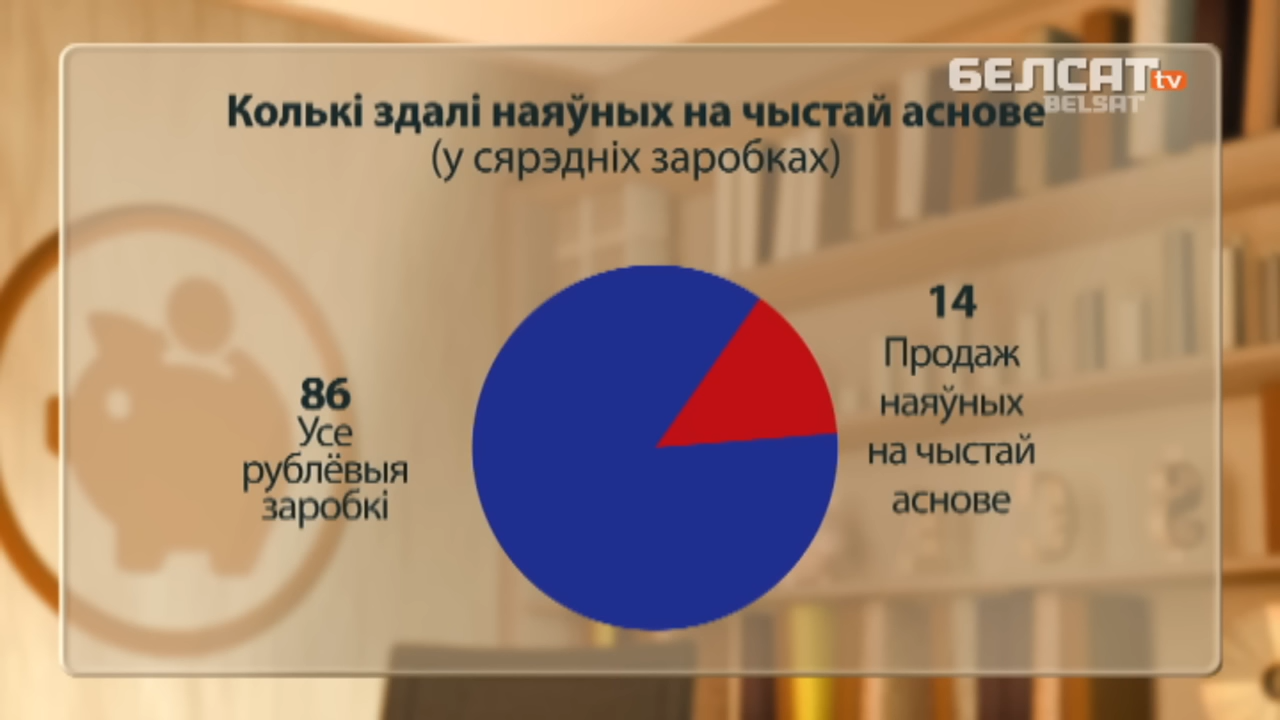 БЕЛСАТ tv
BELSAT
Колькі здалі наяўных на чыстай аснове
(у сярэдніх заробках)
86
Усе
рублёвыя
заробкі
14
Продаж
наяўных
на чыстай
аснове